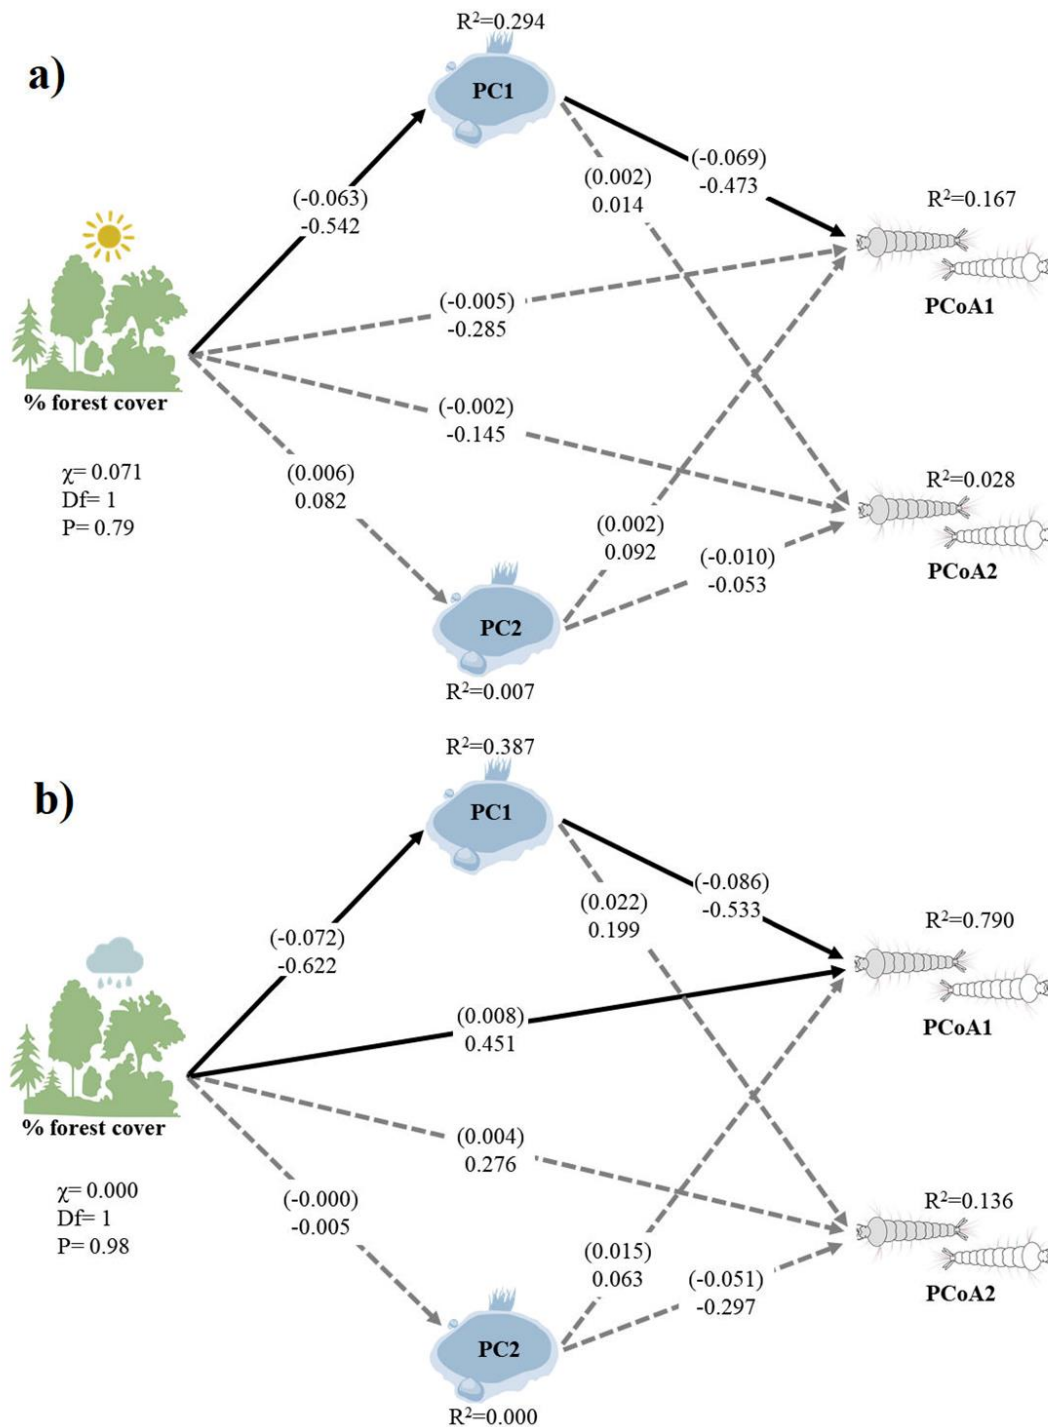 a)
R²=0.294
PC1
(-0.063)
-0.542
(-0.069)
-0.473
(0.002)
0.014
R²=0.167
PCoA1
(-0.005)
-0.285
% forest cover
(-0.002)
-0.145
χ= 0.071
Df= 1
P= 0.79
(0.006)
0.082
R²=0.028
PCoA2
(0.002)
0.092
(-0.010)
-0.053
PC2
R²=0.007
b)
R²=0.387
PC1
(-0.072)
-0.622
(-0.086)
-0.533
(0.022)
0.199
R²=0.790
PCoA1
(0.008)
0.451
% forest cover
(0.004)
0.276
χ= 0.000
Df= 1
P= 0.98
(-0.000)
-0.005
R²=0.136
PCoA2
(0.015)
0.063
(-0.051)
-0.297
PC2
R²=0.000